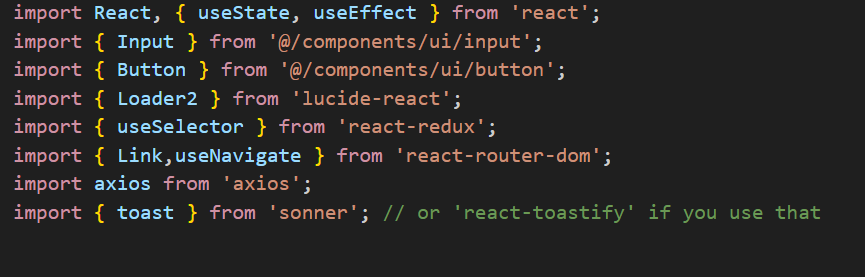 import React, { useState, useEffect } from 'react';
import { Input } from '@/components/ui/input';
import { Button } from '@/components/ui/button';
import { Loader2 } from 'lucide-react';
import { useSelector } from 'react-redux';
import { Link,useNavigate } from 'react-router-dom';
import axios from 'axios';
import { toast } from 'sonner'; // or 'react-toastify' if you use that